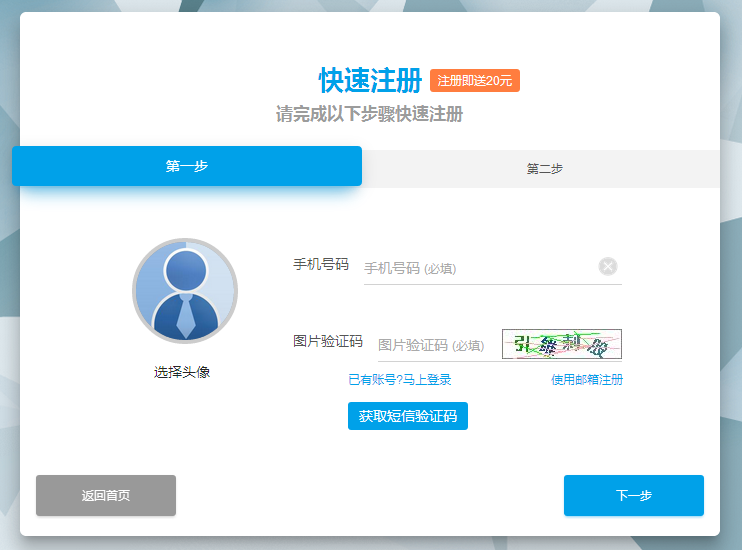 快速注册 注册即送20元
请完成以下步骤快速注册
第一步 第二步
手机号码 手机号码 (必填)
图片验证码 图片验证码 (必填)
选择头像
已有账号?马上登录 使用邮箱注册
获取短信验证码
返回首页 下一步